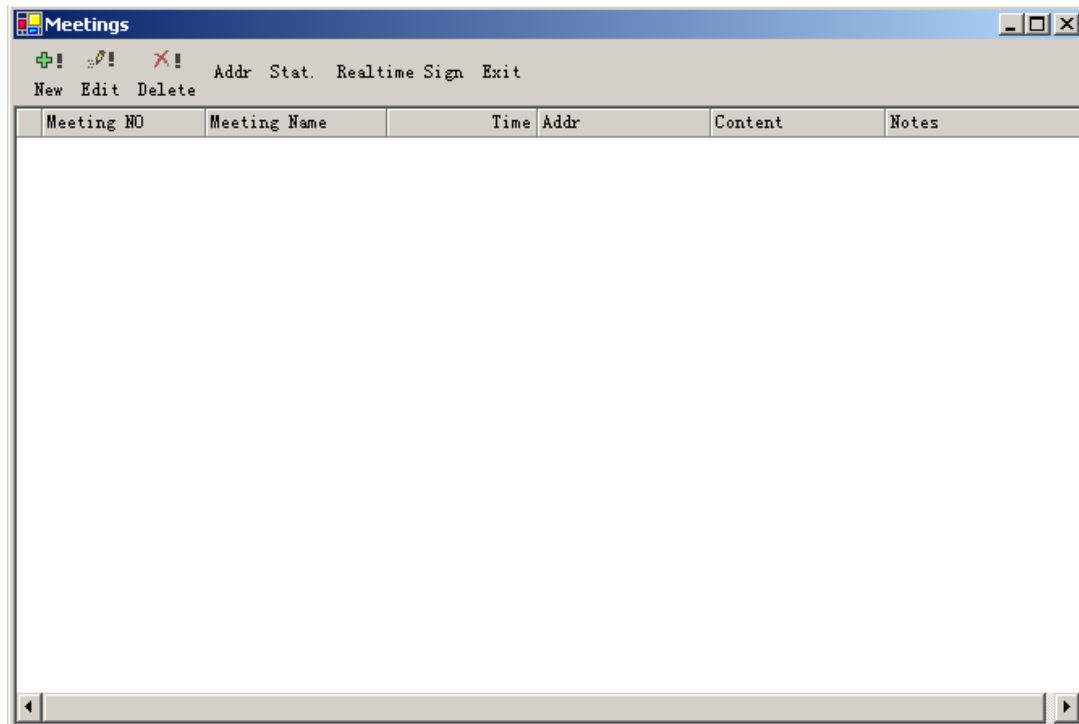 Meetings
New Edit Delete Addr Stat. Realtime Sign Exit
Meeting NO Meeting Name Time Addr Content Notes